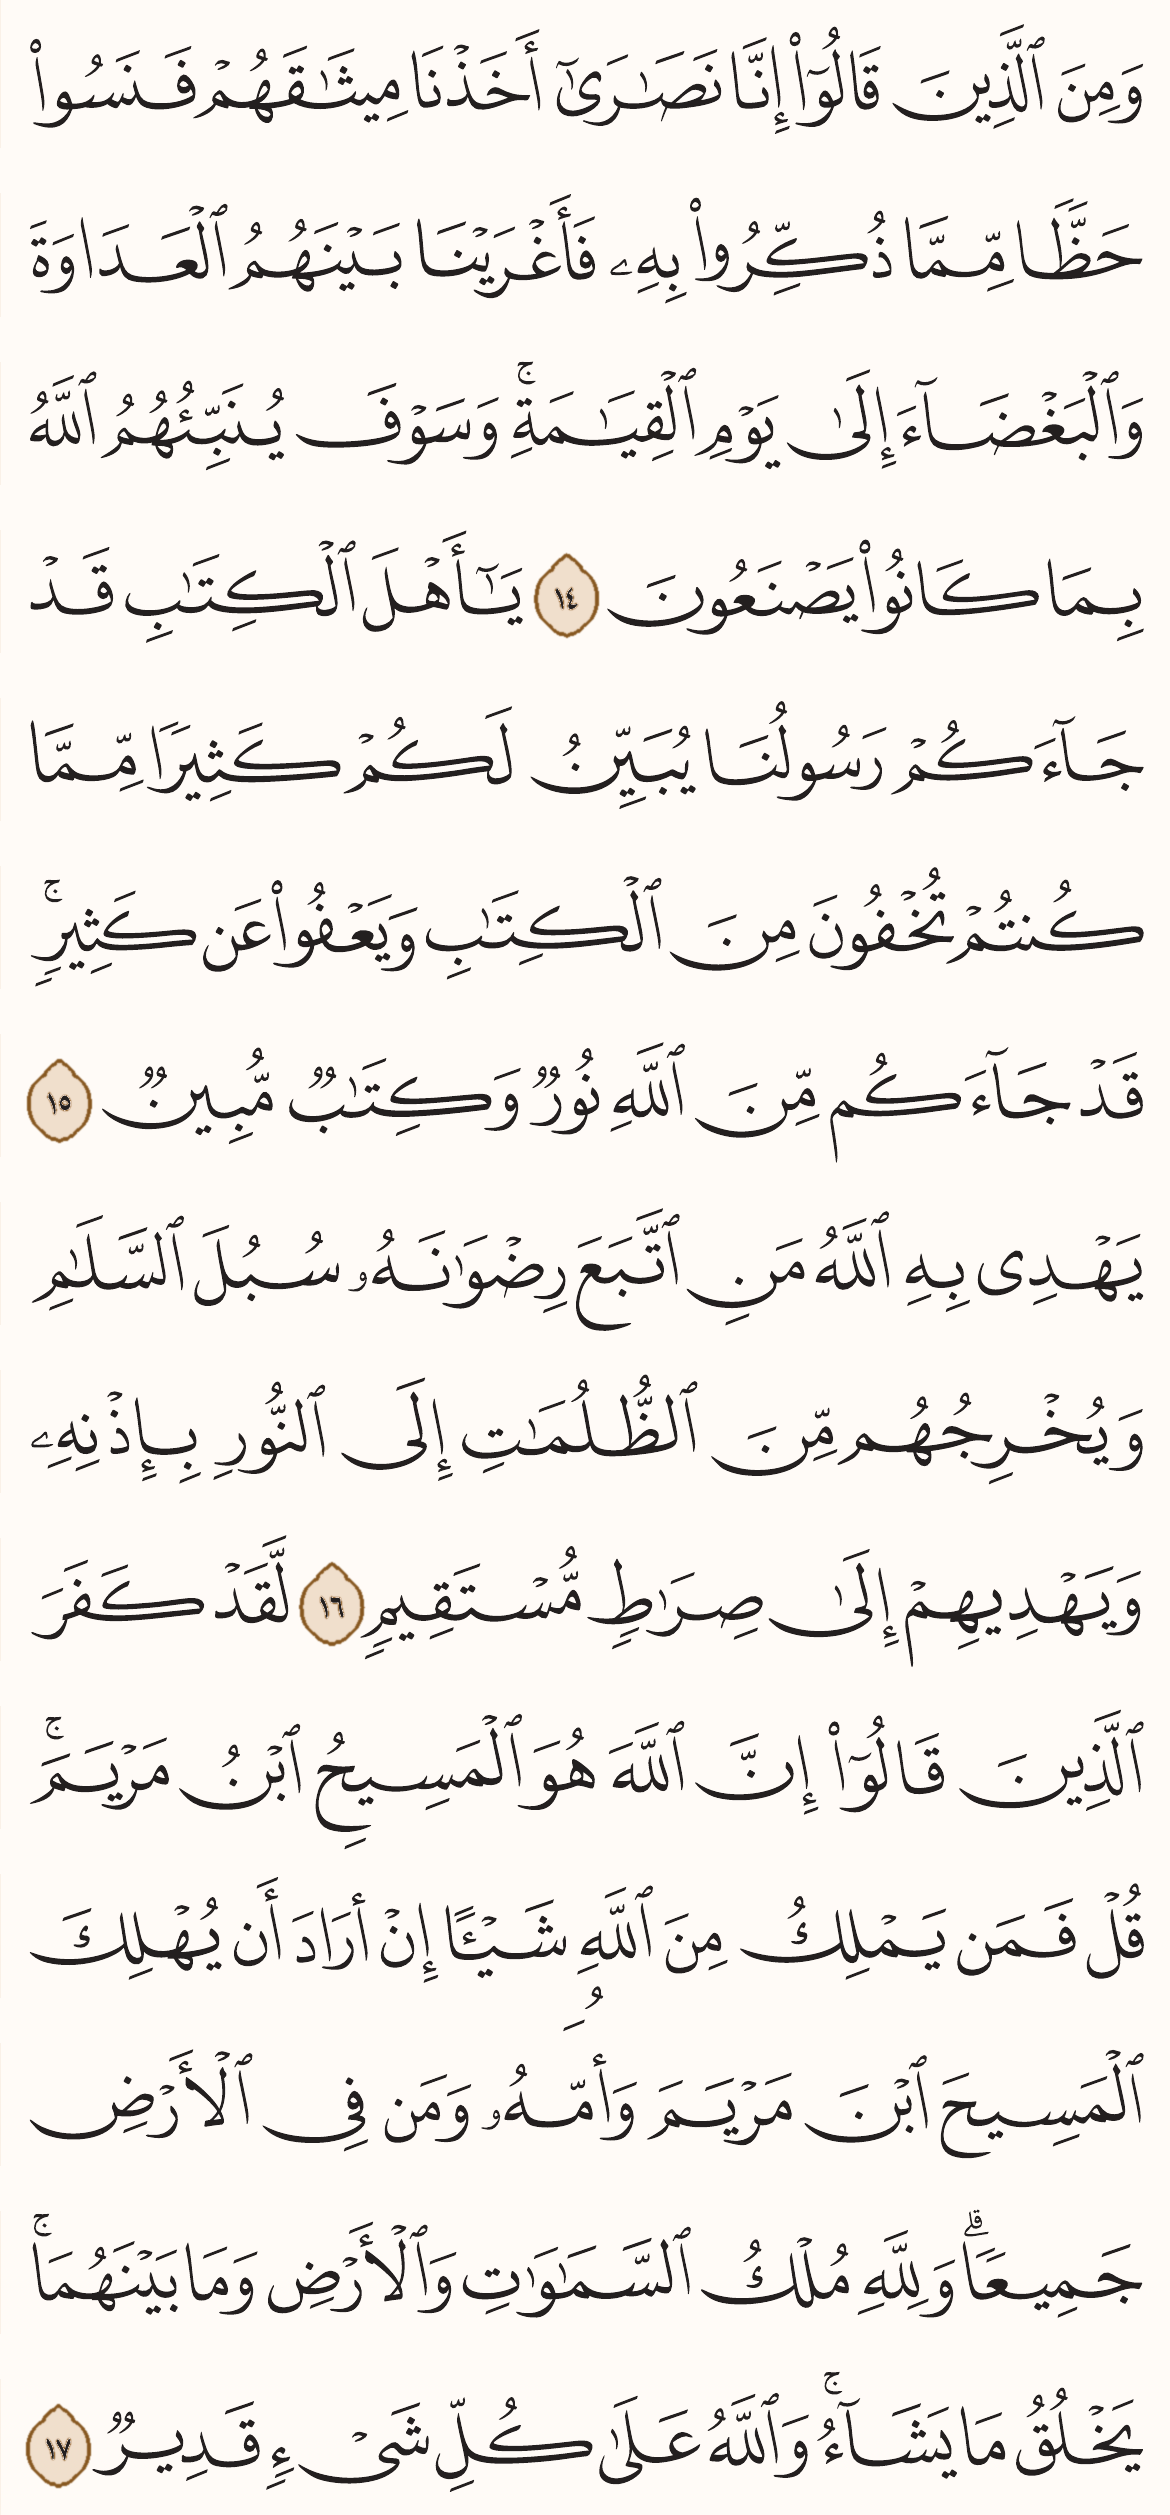 وَمِنَ ٱلَّذِينَ قَالُوٓاْ إِنَّا نَصَٰرَىٰٓ أَخَذۡنَا مِيثَٰقَهُمۡ فَنَسُواْ
حَظّٗا مِّمَّا ذُكِّرُواْ بِهِۦ فَأَغۡرَيۡنَا بَيۡنَهُمُ ٱلۡعَدَاوَةَ
وَٱلۡبَغۡضَآءَ إِلَىٰ يَوۡمِ ٱلۡقِيَٰمَةِۚ وَسَوۡفَ يُنَبِّئُهُمُ ٱللَّهُ
بِمَا كَانُواْ يَصۡنَعُونَ ١٤ يَٰٓأَهۡلَ ٱلۡكِتَٰبِ قَدۡ
جَآءَكُمۡ رَسُولُنَا يُبَيِّنُ لَكُمۡ كَثِيرٗا مِّمَّا
كُنتُمۡ تُخۡفُونَ مِنَ ٱلۡكِتَٰبِ وَيَعۡفُواْ عَن كَثِيرٖۚ
قَدۡ جَآءَكُم مِّنَ ٱللَّهِ نُورٞ وَكِتَٰبٞ مُّبِينٞ ١٥
يَهۡدِي بِهِ ٱللَّهُ مَنِ ٱتَّبَعَ رِضۡوَٰنَهُۥ سُبُلَ ٱلسَّلَٰمِ
وَيُخۡرِجُهُم مِّنَ ٱلظُّلُمَٰتِ إِلَى ٱلنُّورِ بِإِذۡنِهِۦ
وَيَهۡدِيهِمۡ إِلَىٰ صِرَٰطٖ مُّسۡتَقِيمٖ ١٦ لَّقَدۡ كَفَرَ
ٱلَّذِينَ قَالُوٓاْ إِنَّ ٱللَّهَ هُوَ ٱلۡمَسِيحُ ٱبۡنُ مَرۡيَمَۚ
قُلۡ فَمَن يَمۡلِكُ مِنَ ٱللَّهِ شَيۡـًٔا إِنۡ أَرَادَ أَن يُهۡلِكَ
ٱلۡمَسِيحَ ٱبۡنَ مَرۡيَمَ وَأُمَّهُۥ وَمَن فِي ٱلۡأَرۡضِ
جَمِيعٗاۗ وَلِلَّهِ مُلۡكُ ٱلسَّمَٰوَٰتِ وَٱلۡأَرۡضِ وَمَا بَيۡنَهُمَاۚ
يَخۡلُقُ مَا يَشَآءُۚ وَٱللَّهُ عَلَىٰ كُلِّ شَيۡءٖ قَدِيرٞ ١٧